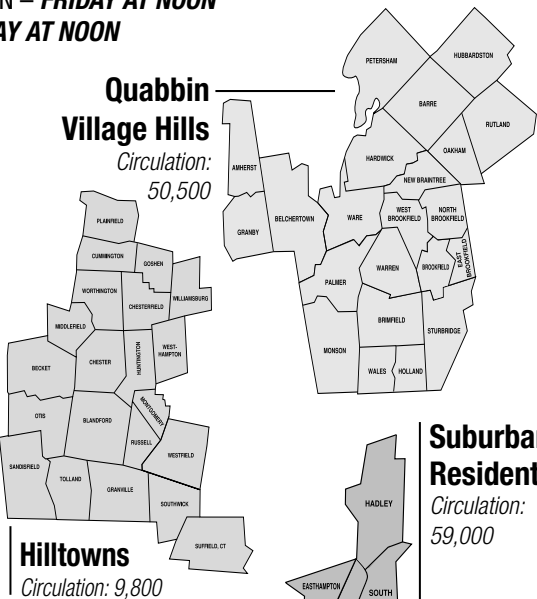 N – FRIDAY AT NOON
AY AT NOON
Quabbin
Village Hills
Circulation:
50,500
PETERSHAM
HUBBARDSTON
BARRE
RUTLAND
OAKHAM
HARDWICK
NEW BRAINTREE
AMHERST
BELCHERTOWN
GRANBY
WARE
WEST
BROOKFIELD
NORTH
BROOKFIELD
WARREN
BROOKFIELD
EAST
BROOKFIELD
PALMER
BRIMFIELD
STURBRIDGE
MONSON
WALES
HOLLAND
PLAINFIELD
CUMMINGTON
GOSHEN
WORTHINGTON
CHESTERFIELD
WILLIAMSBURG
MIDDLEFIELD
CHESTER
HUNTINGTON
WEST-
HAMPTON
BECKET
MONTGOMERY
OTIS
BLANDFORD
RUSSELL
WESTFIELD
SANDISFIELD
TOLLAND
GRANVILLE
SOUTHWICK
SUFFIELD, CT
Hilltowns
Circulation: 9,800
Suburba
Resident
Circulation:
59,000
HADLEY
EASTHAMPTON
SOUTH